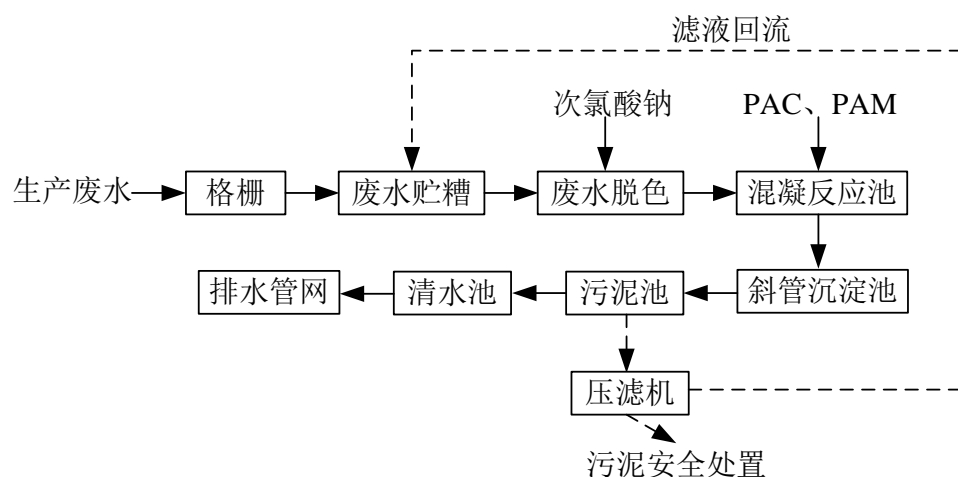 滤液回流
次氯酸钠
PAC、PAM
生产废水
格栅
废水贮糟
废水脱色
混凝反应池
排水管网
清水池
污泥池
斜管沉淀池
压滤机
污泥安全处置